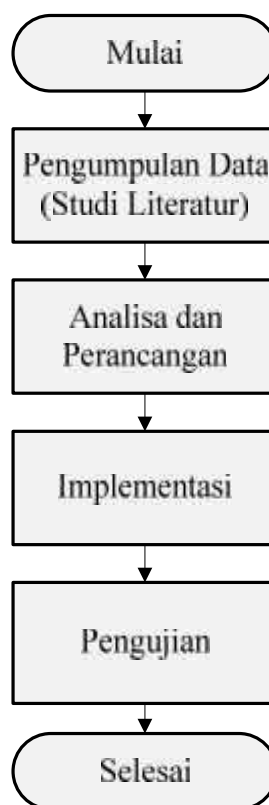 Mulai
Pengumpulan Data
(Studi Literatur)
Analisa dan
Perancangan
Implementasi
Pengujian
Selesai